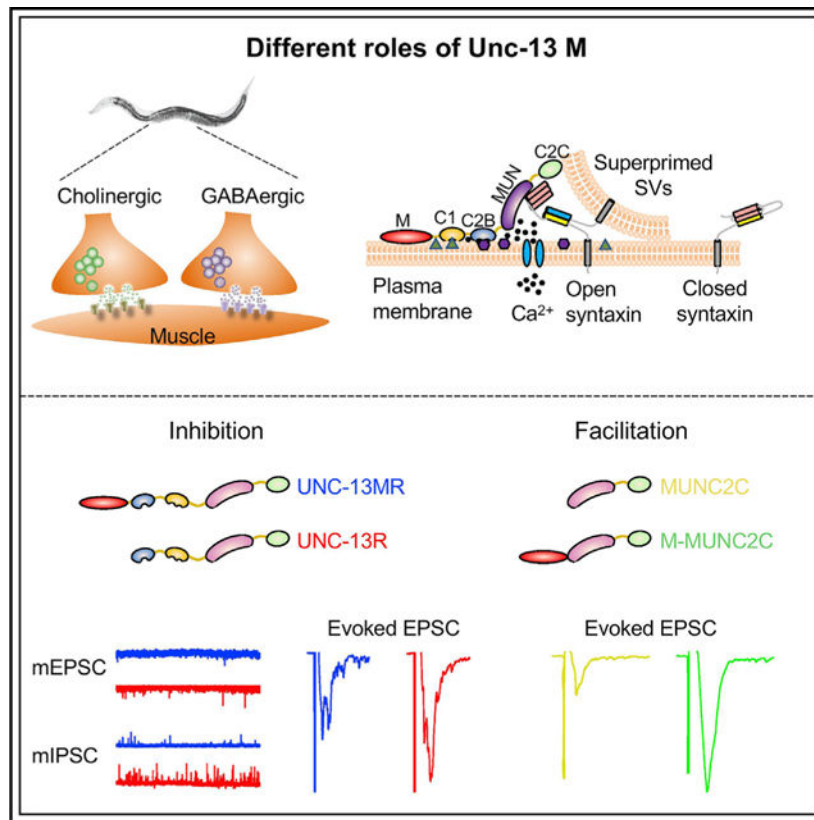 Different roles of Unc-13 M
Cholinergic
GABAergic
Muscle
M
C1
C2B
MUN
C2C
Superprimed
SVs
Plasma
membrane
Ca²⁺
Open
syntaxin
Closed
syntaxin
Inhibition
Facilitation
UNC-13MR
MUNC2C
UNC-13R
M-MUNC2C
mEPSC
mIPSC
Evoked EPSC
Evoked EPSC